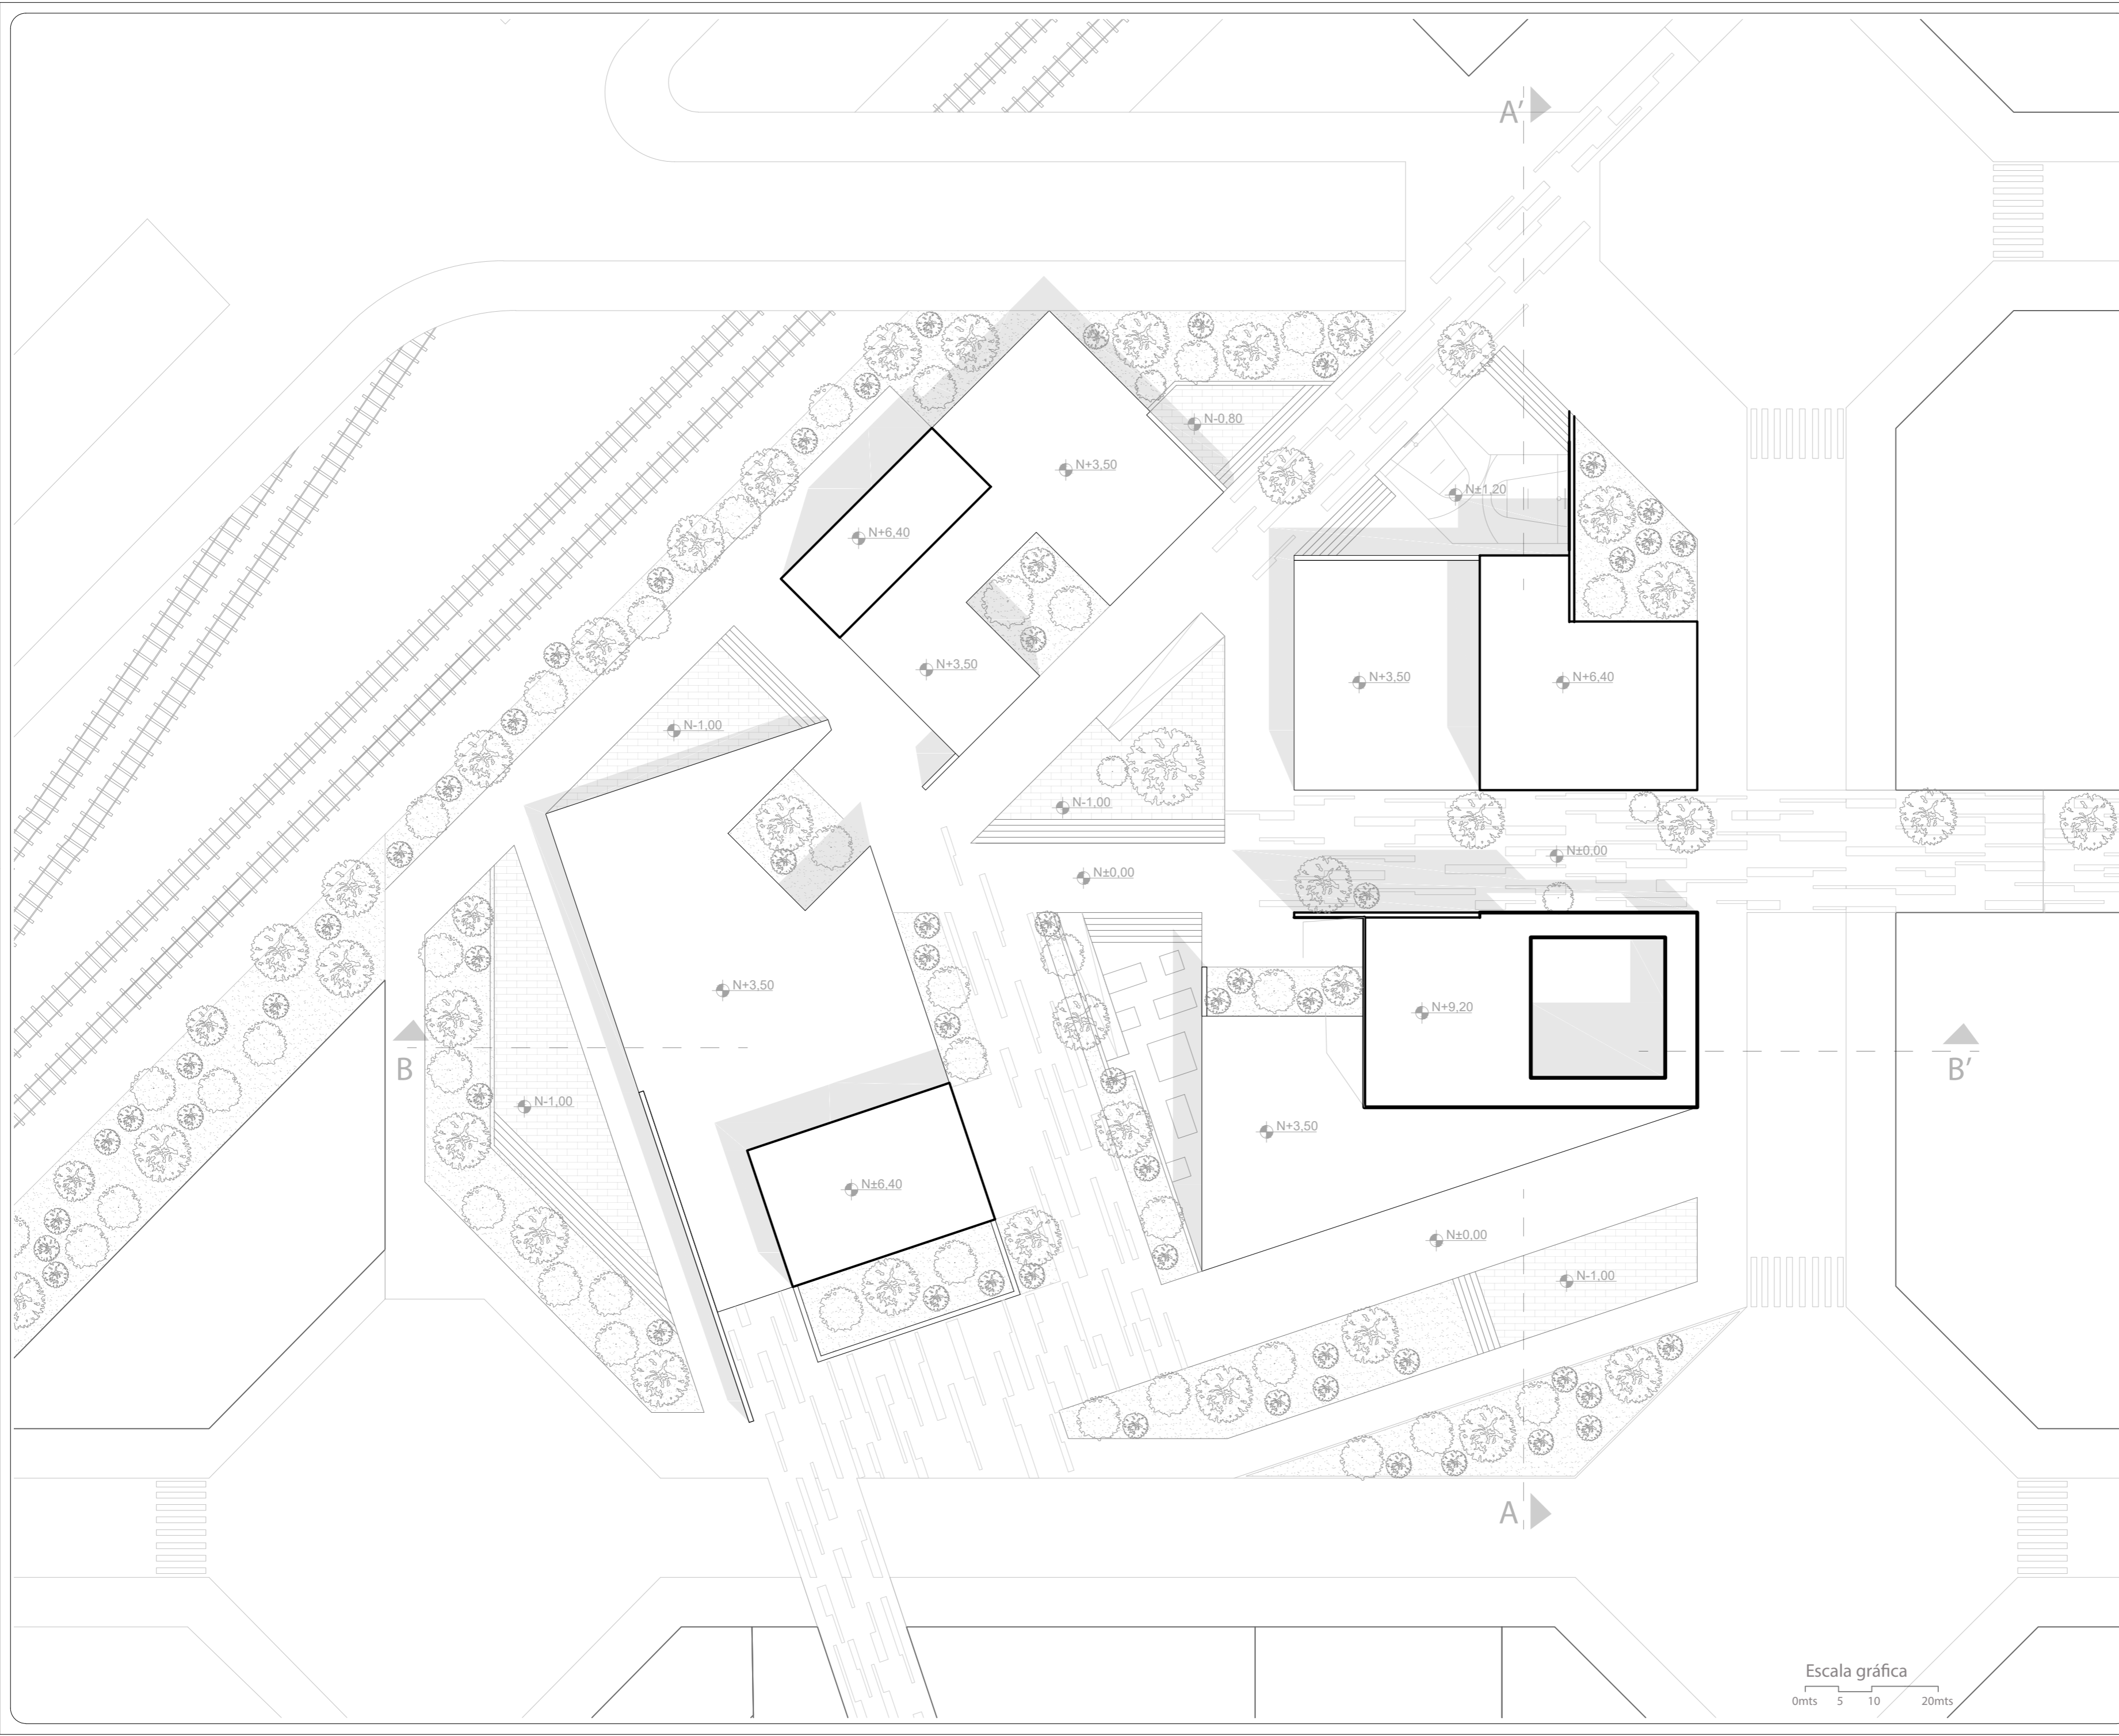 A'
N-0.80
N+3,50
N±1,20
N+6,40
N+3,50
N+3,50
N+6,40
N-1,00
N-1,00
N±0,00
N±0,00
N+3,50
N+9,20
B
B'
N-1,00
N+3,50
N±6,40
N±0,00
N-1,00
A
Escala gráfica
0mts 5 10 20mts